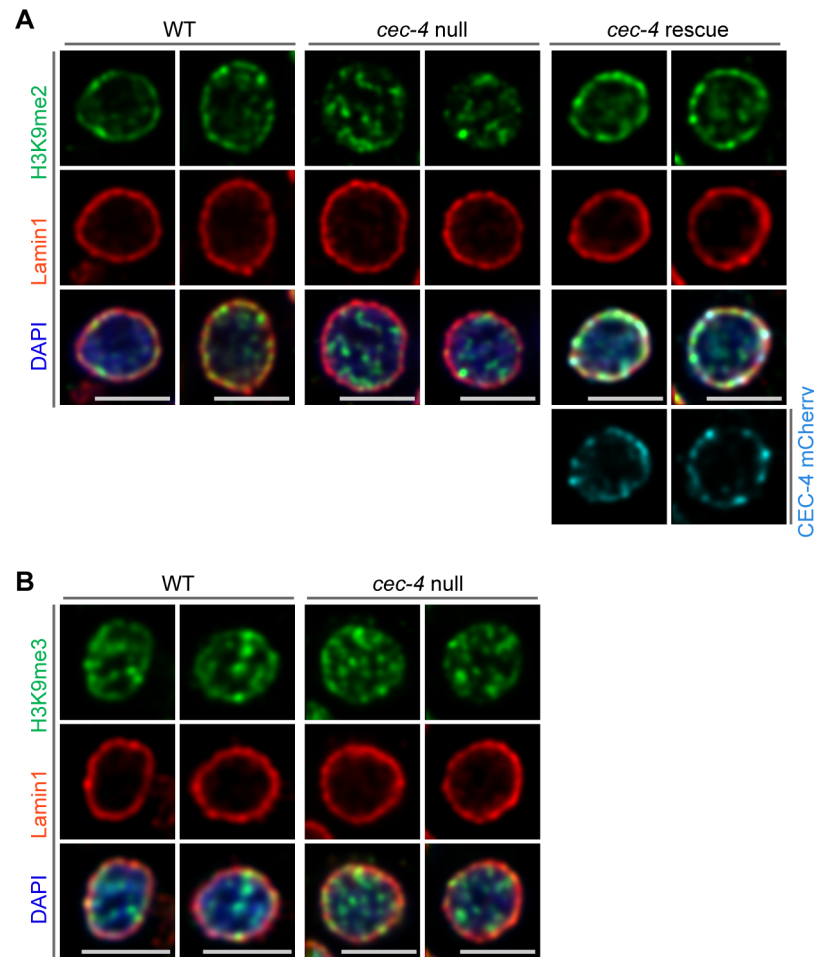 A
WT
cec-4 null
cec-4 rescue
H3K9me2
Lamin1
DAPI
CEC-4 mCherry
B
WT
cec-4 null
H3K9me3
Lamin1
DAPI